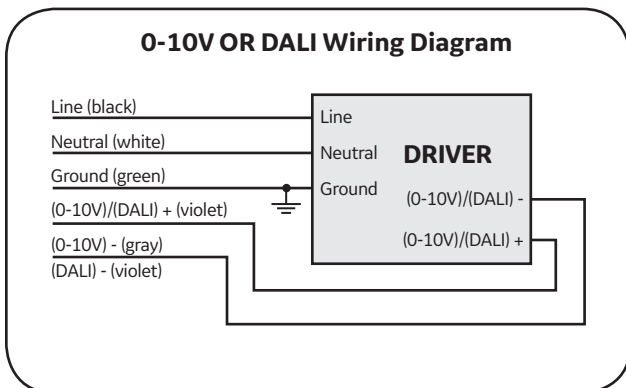 0-10V OR DALI Wiring Diagram
Line (black)
Neutral (white)
Ground (green)
(0-10V)/(DALI) + (violet)
(0-10V) - (gray)
(DALI) - (violet)
Line
Neutral
Ground
DRIVER
(0-10V)/(DALI) -
(0-10V)/(DALI) +